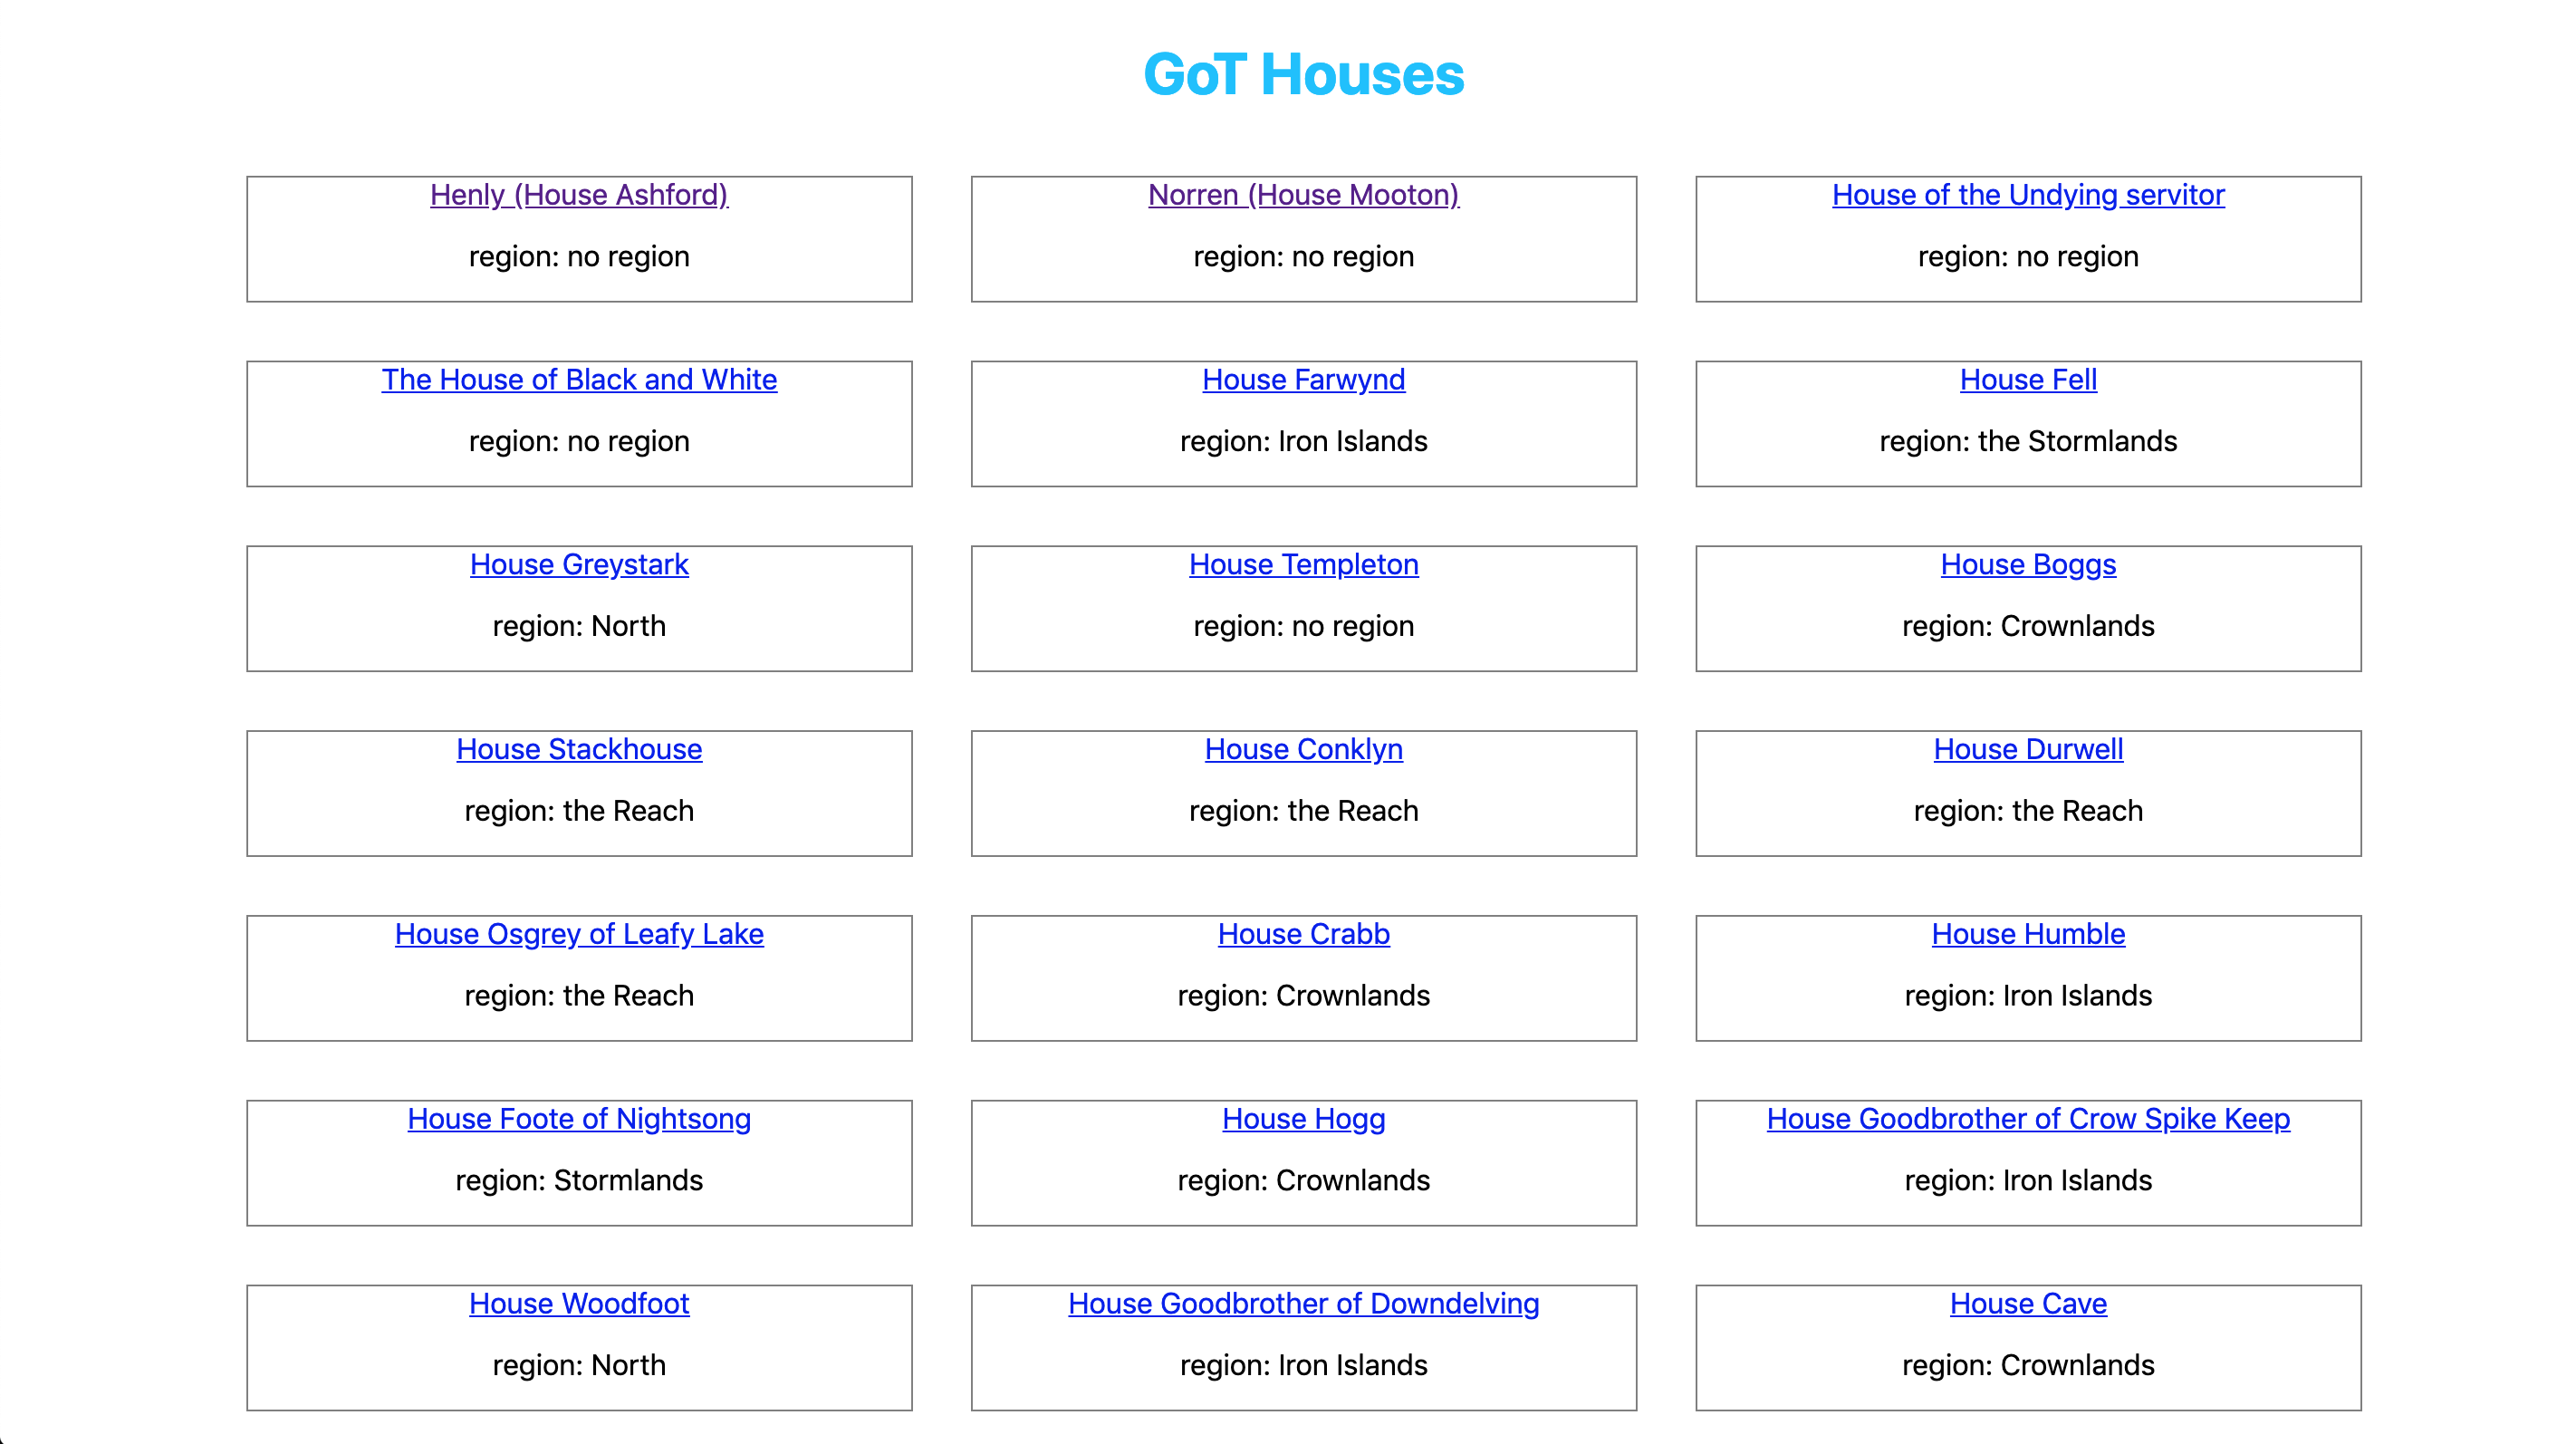 GoT Houses
Henly (House Ashford)
region: no region
Norren (House Mooton)
region: no region
House of the Undying servitor
region: no region
The House of Black and White
region: no region
House Farwynd
region: Iron Islands
House Fell
region: the Stormlands
House Greystark
region: North
House Templeton
region: no region
House Boggs
region: Crownlands
House Stackhouse
region: the Reach
House Conklyn
region: the Reach
House Durwell
region: the Reach
House Osgrey of Leafy Lake
region: the Reach
House Crabb
region: Crownlands
House Humble
region: Iron Islands
House Foote of Nightsong
region: Stormlands
House Hogg
region: Crownlands
House Goodbrother of Crow Spike Keep
region: Iron Islands
House Woodfoot
region: North
House Goodbrother of Downdelving
region: Iron Islands
House Cave
region: Crownlands